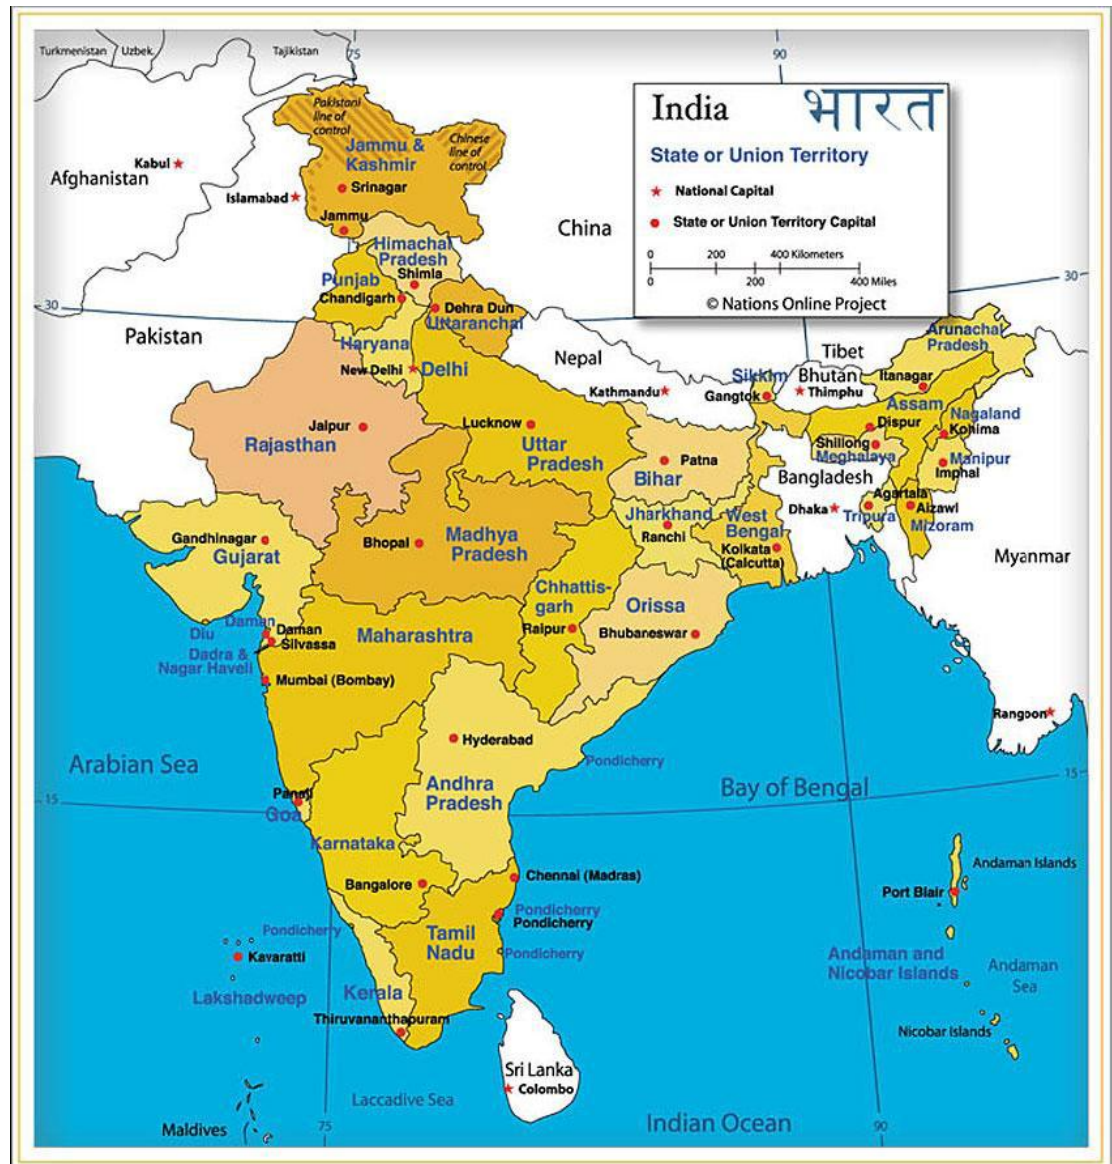 Turkmenistan
Uzbek.
Tajikistan
75
90
Pakistani
line of
control
Chinese
line of
control
India
भारत
State or Union Territory
National Capital
State or Union Territory Capital
0 200 400 Kilometers
0 200 400 Miles
© Nations Online Project
Jammu &
Kashmir
Kabul
Afghanistan
Islamabad
Srinagar
Jammu
China
Himachal
Pradesh
Shimla
Punjab
Chandigarh
30
30
Dehra Dun
Uttaranchal
Pakistan
Haryana
New Delhi
Delhi
Nepal
Kathmandu
Tibet
Bhutan
Thimphu
Sikkim
Gangtok
Arunachal
Pradesh
Itanagar
Assam
Dispur
Nagaland
Kohima
Shillong
Meghalaya
Manipur
Imphal
Jaipur
Rajasthan
Lucknow
Uttar
Pradesh
Patna
Bihar
Bangladesh
Dhaka
Agartala
Tripura
Aizawl
Mizoram
Jharkhand
Ranchi
West
Bengal
Kolkata
(Calcutta)
Myanmar
Gandhinagar
Gujarat
Bhopal
Madhya
Pradesh
Chhattis-
garh
Raipur
Orissa
Bhubaneswar
Daman
Diu
Daman
Silvassa
Dadra &
Nagar Haveli
Maharashtra
Mumbai (Bombay)
Rangoon
Hyderabad
Andhra
Pradesh
Pondicherry
Arabian Sea
Bay of Bengal
15
15
Panaji
Goa
Karnataka
Bangalore
Chennai (Madras)
Andaman Islands
Port Blair
Pondicherry
Pondicherry
Pondicherry
Pondicherry
Tamil
Nadu
Kavaratti
Lakshadweep
Kerala
Thiruvananthapuram
Andaman and
Nicobar Islands
Andaman
Sea
Nicobar Islands
Sri Lanka
Colombo
Laccadive Sea
Maldives
Indian Ocean
75
90